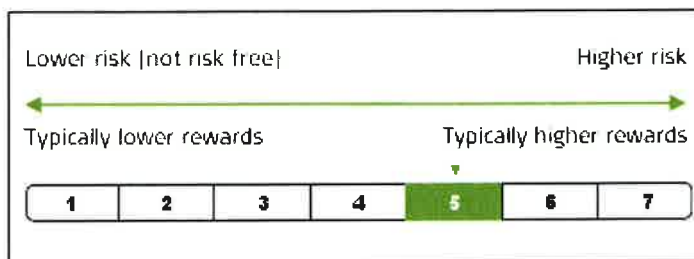 Lower risk (not risk free) Higher risk
Typically lower rewards Typically higher rewards
1 2 3 4 5 6 7